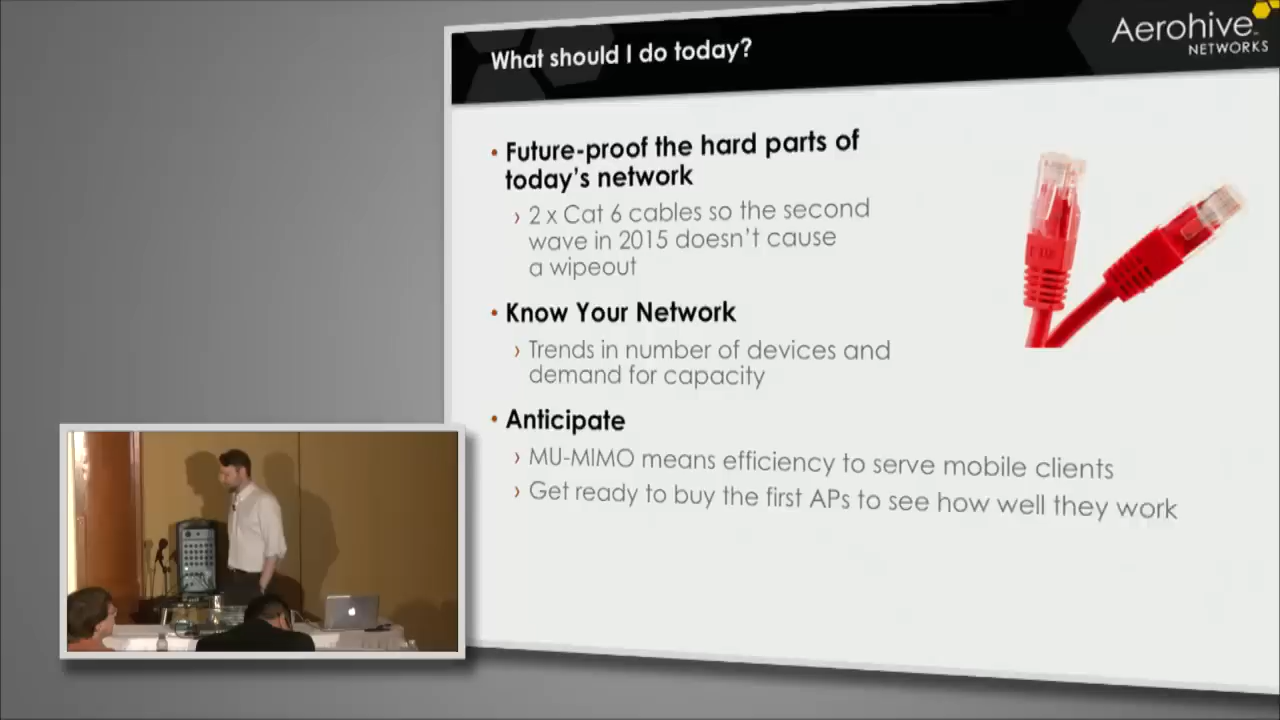 What should I do today?
Aerohive
NETWORKS
• Future-proof the hard parts of
today's network
› 2 x Cat 6 cables so the second
wave in 2015 doesn't cause
a wipeout
• Know Your Network
› Trends in number of devices and
demand for capacity
• Anticipate
› MU-MIMO means efficiency to serve mobile clients
› Get ready to buy the first APs to see how well they work